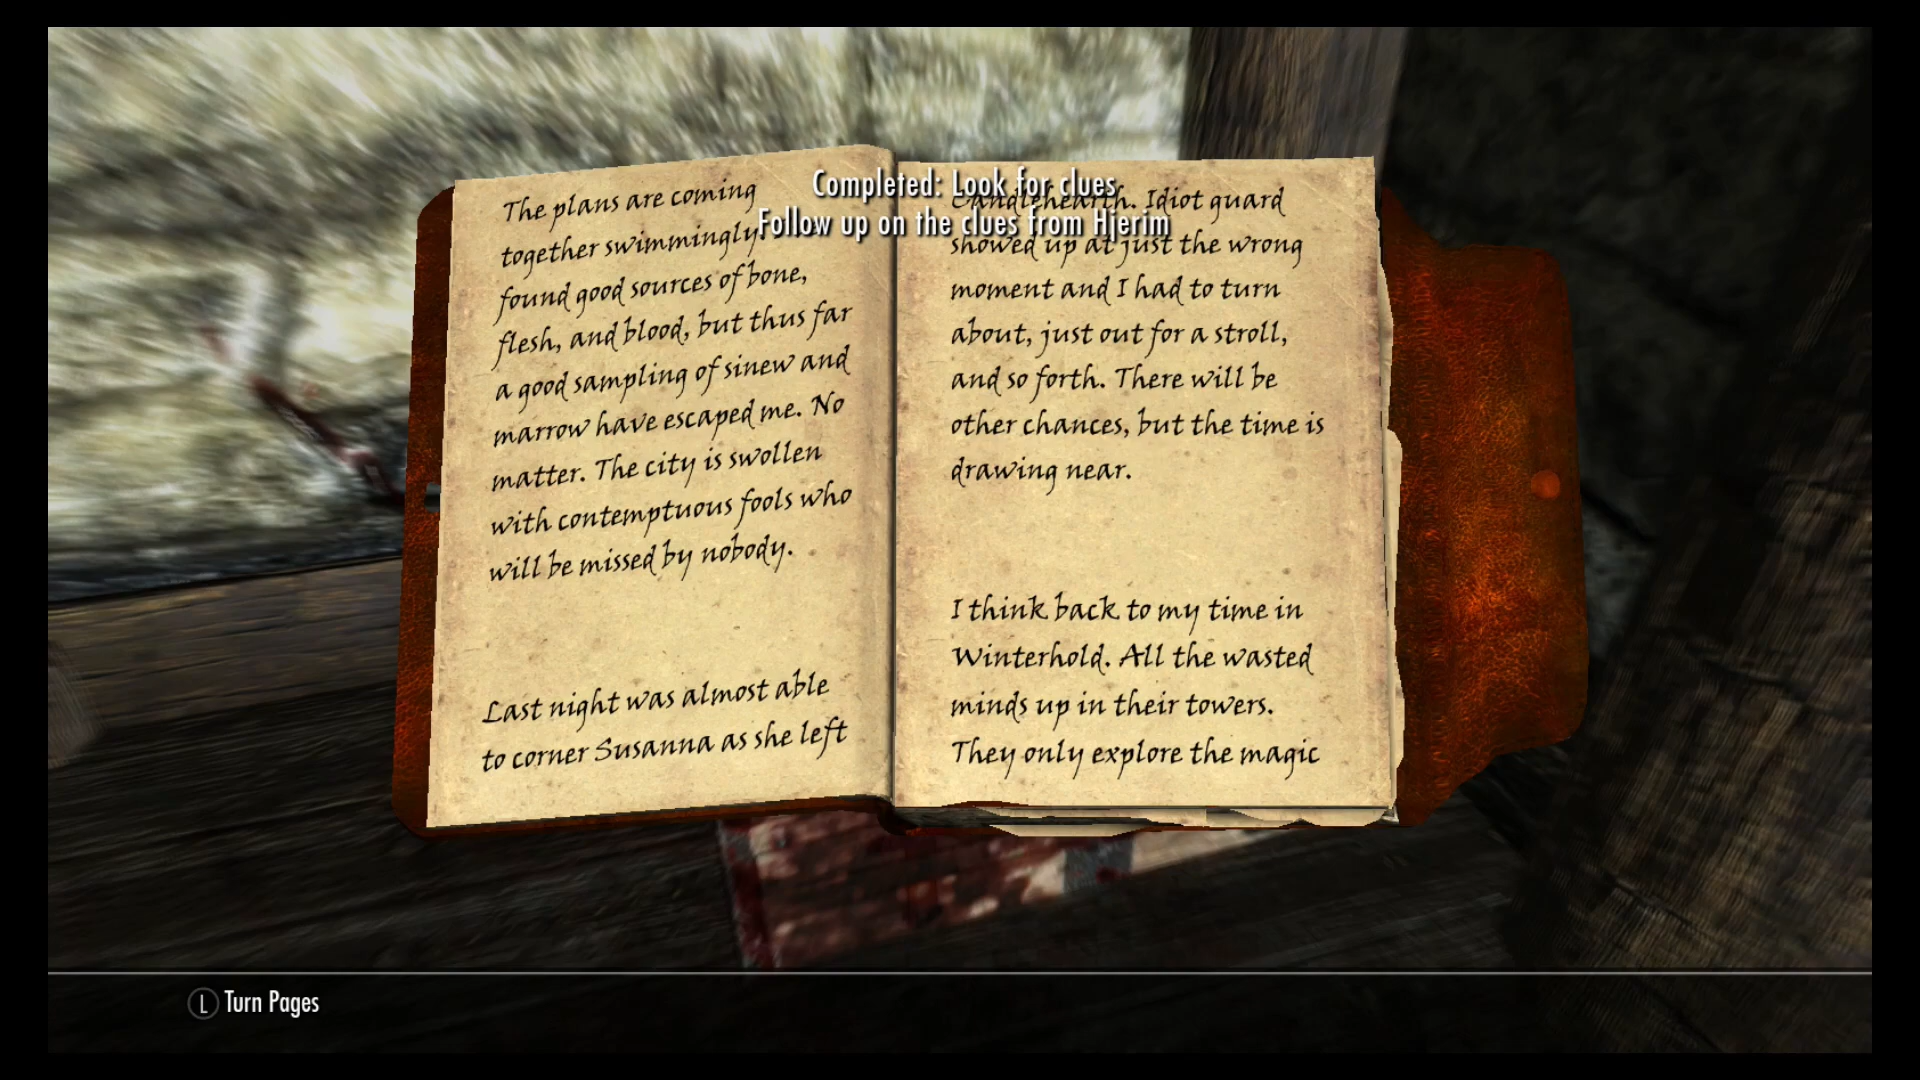 Completed: Look for clues
Follow up on the clues from Hjerim
The plans are coming
together swimmingly.
found good sources of bone,
flesh, and blood, but thus far
a good sampling of sinew and
marrow have escaped me. No
matter. The city is swollen
with contemptuous fools who
will be missed by nobody.
Last night was almost able
to corner Susanna as she left
Candlehearth. Idiot guard
showed up at just the wrong
moment and I had to turn
about, just out for a stroll,
and so forth. There will be
other chances, but the time is
drawing near.
I think back to my time in
Winterhold. All the wasted
minds up in their towers.
They only explore the magic
L Turn Pages